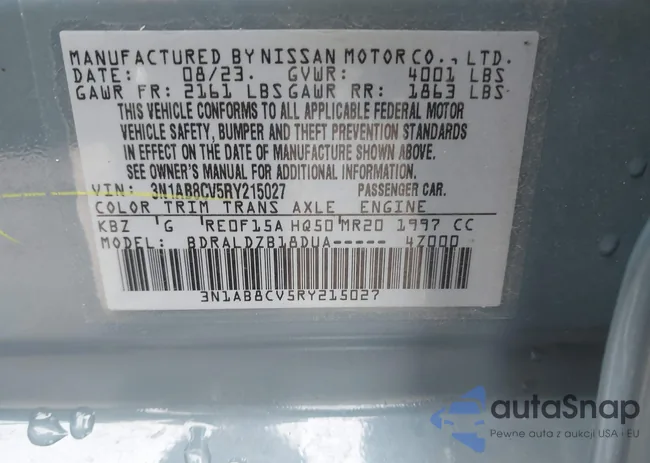 MANUFACTURED BY NISSAN MOTOR CO., LTD.
DATE: 08/23. GVWR: 4001 LBS
GAWR FR: 2161 LBS GAWR RR: 1863 LBS
THIS VEHICLE CONFORMS TO ALL APPLICABLE FEDERAL MOTOR
VEHICLE SAFETY, BUMPER AND THEFT PREVENTION STANDARDS
IN EFFECT ON THE DATE OF MANUFACTURE SHOWN ABOVE.
SEE OWNER'S MANUAL FOR ADDITIONAL INFORMATION.
VIN: 3N1AB8CV5RY215027 PASSENGER CAR.
COLOR TRIM TRANS AXLE ENGINE
KBZ G RE0F15A HQ50 MR20 1997 CC
MODEL: BDRALDZB18DUA----- 47000
3N1AB8CV5RY215027
autaSnap
Pewne auta z aukcji USA · EU